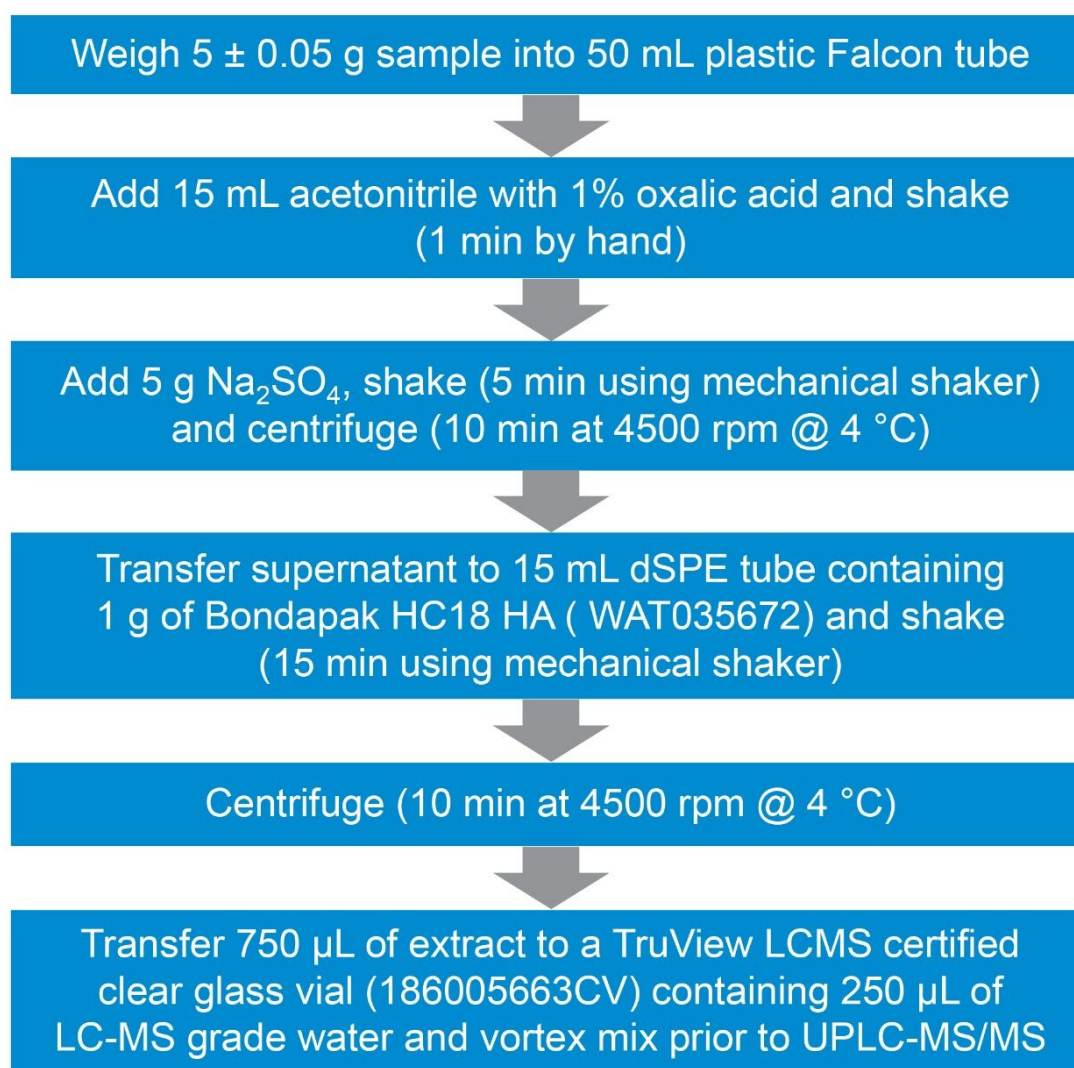 Weigh 5 ± 0.05 g sample into 50 mL plastic Falcon tube
Add 15 mL acetonitrile with 1% oxalic acid and shake
(1 min by hand)
Add 5 g Na₂SO₄, shake (5 min using mechanical shaker)
and centrifuge (10 min at 4500 rpm @ 4 °C)
Transfer supernatant to 15 mL dSPE tube containing
1 g of Bondapak HC18 HA ( WAT035672) and shake
(15 min using mechanical shaker)
Centrifuge (10 min at 4500 rpm @ 4 °C)
Transfer 750 µL of extract to a TruView LCMS certified
clear glass vial (186005663CV) containing 250 µL of
LC-MS grade water and vortex mix prior to UPLC-MS/MS